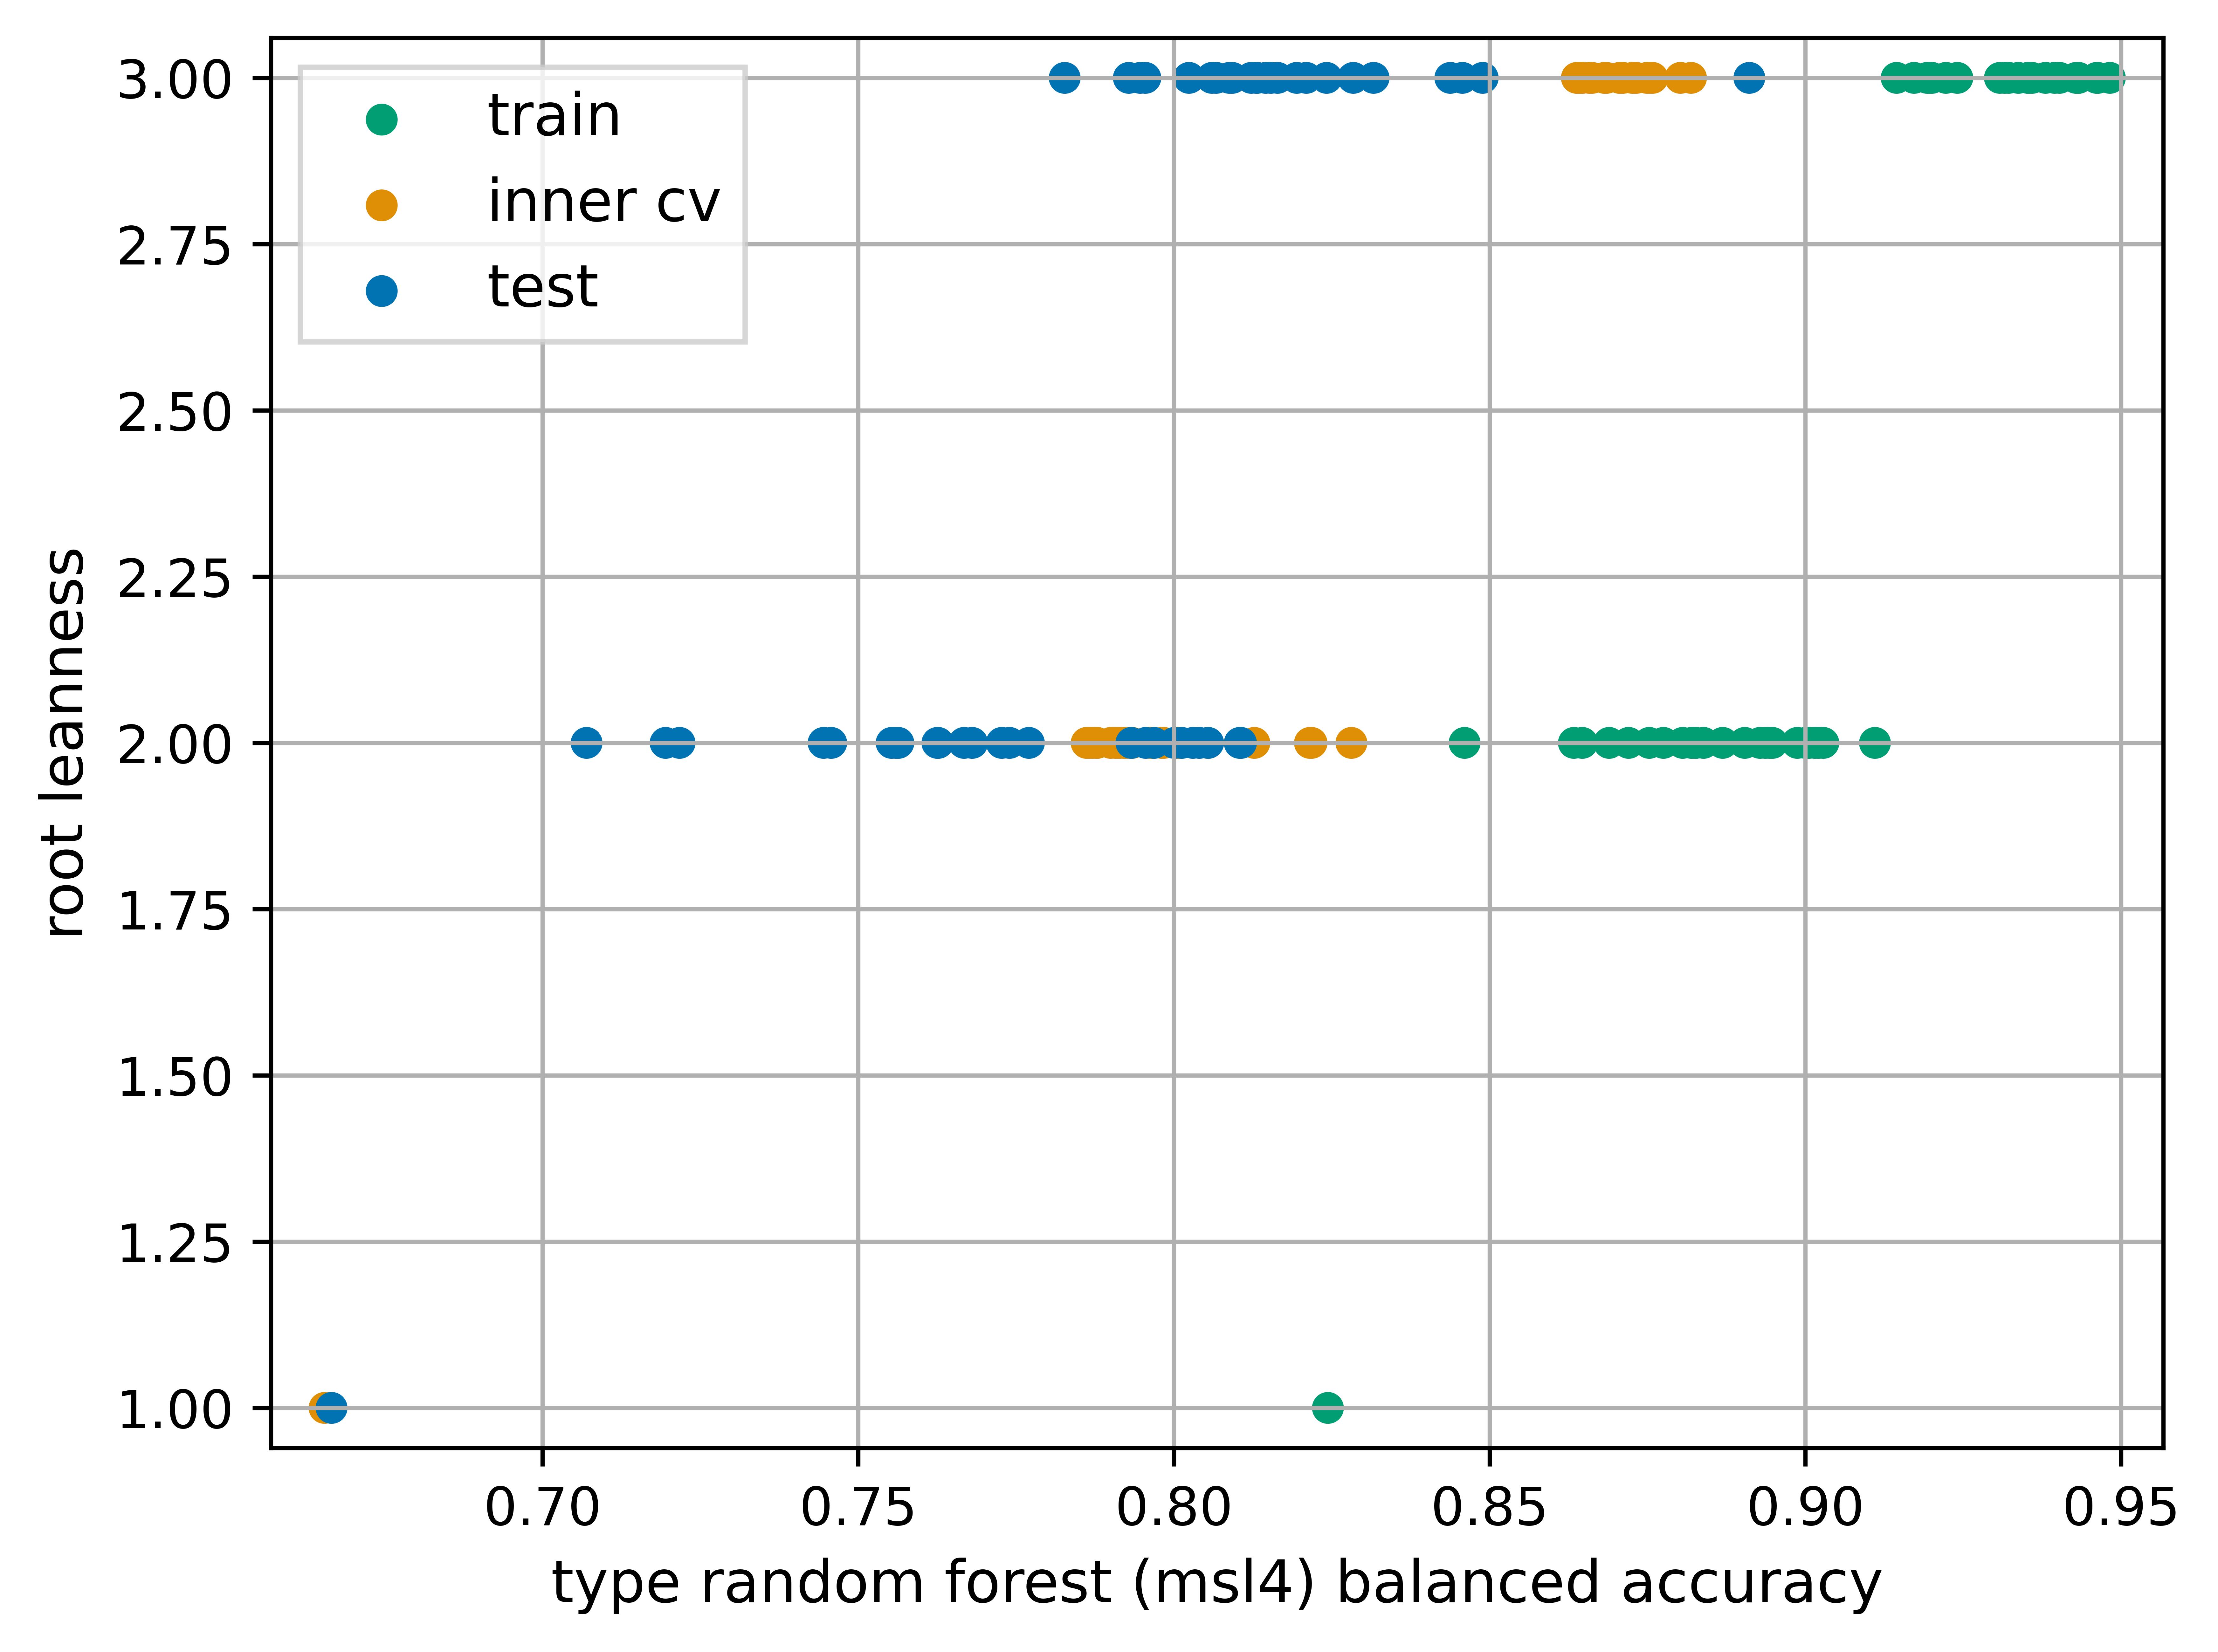 3.00
2.75
2.50
2.25
2.00
1.75
1.50
1.25
1.00
root leanness
train
inner cv
test
0.70 0.75 0.80 0.85 0.90 0.95
type random forest (msl4) balanced accuracy